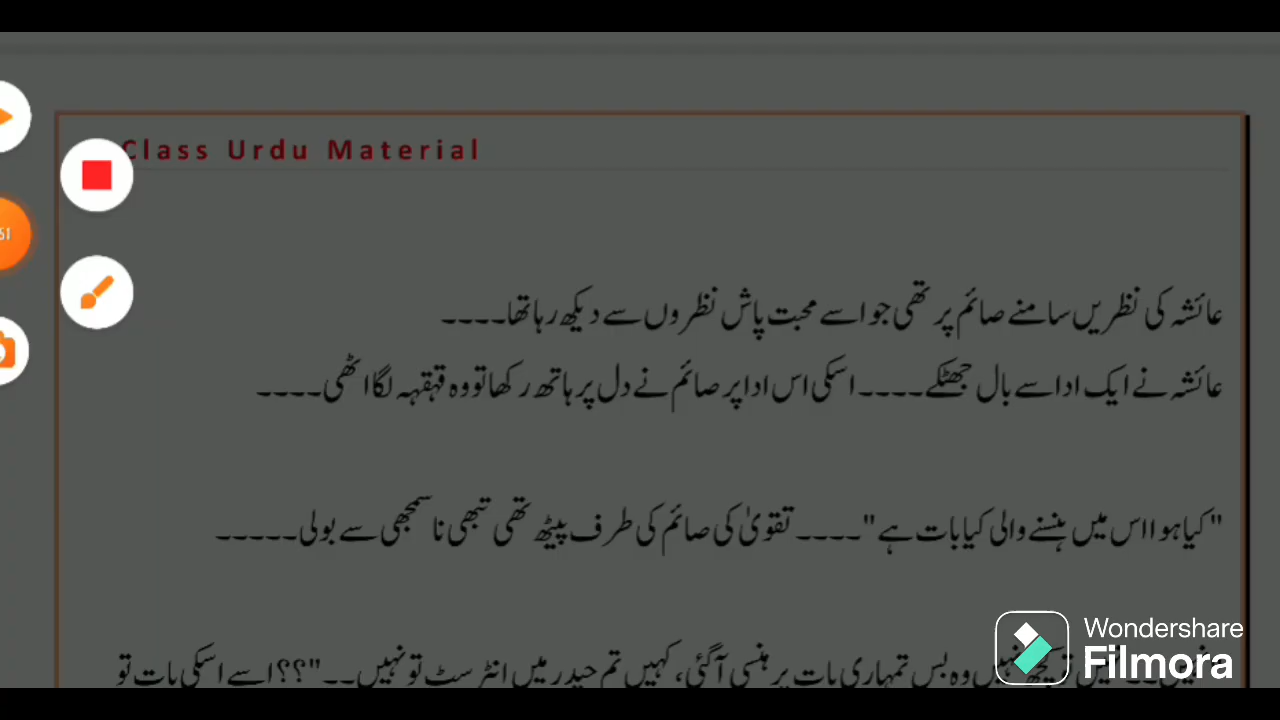 Class Urdu Material
51
عائشہ کی نظریں سامنے صائم پر تھی جو اسے محبت پاش نظروں سے دیکھ رہا تھا۔۔۔۔
عائشہ نے ایک ادا سے بال جھٹکے۔۔۔۔ اسکی اس ادا پر صائم نے دل پر ہاتھ رکھا تو وہ قہقہہ لگا اٹھی۔۔۔۔
"کیا ہوا اس میں ہنسنے والی کیا بات ہے"۔۔۔۔ تقویٰ کی صائم کی طرف پیٹھ تھی تبھی نا سمجھی سے بولی۔۔۔۔۔
نہیں وہ بس تمہاری بات پر ہنسی آگئی، کہیں تم حیدر میں انٹرسٹ تو نہیں۔۔"؟؟ اسے اسکی بات تو
Wondershare
Filmora